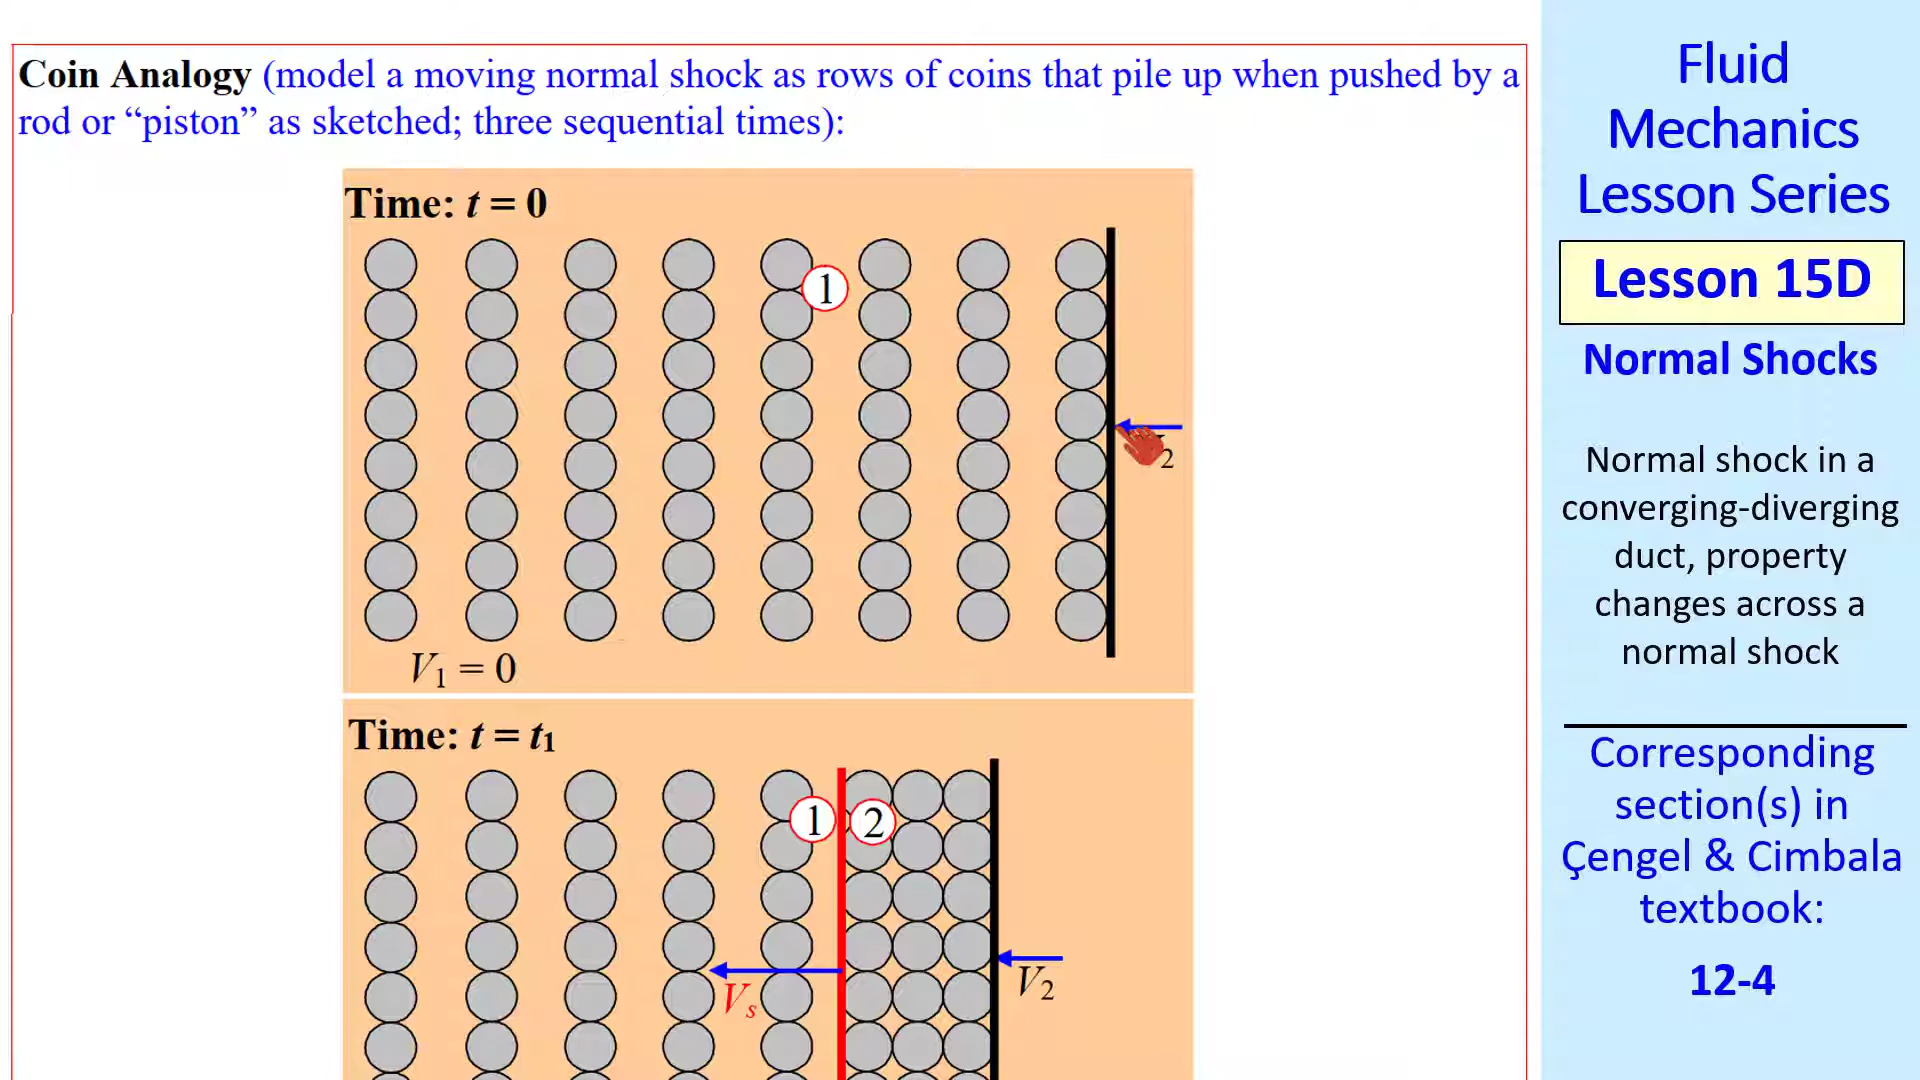 Coin Analogy (model a moving normal shock as rows of coins that pile up when pushed by a
rod or “piston” as sketched; three sequential times):
Time: t = 0
1
2
V1 = 0
Time: t = t1
1
2
Vs
V2
Fluid
Mechanics
Lesson Series
Lesson 15D
Normal Shocks
Normal shock in a
converging-diverging
duct, property
changes across a
normal shock
Corresponding
section(s) in
Çengel & Cimbala
textbook:
12-4